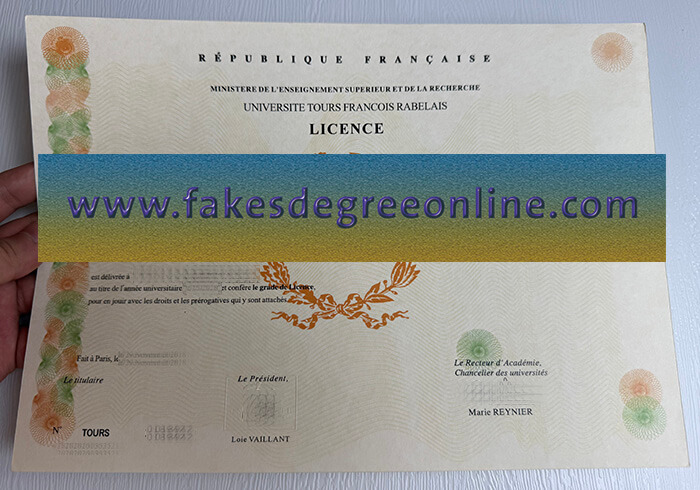 RÉPUBLIQUE FRANÇAISE
MINISTERE DE L'ENSEIGNEMENT SUPERIEUR ET DE LA RECHERCHE
UNIVERSITE TOURS FRANCOIS RABELAIS
LICENCE
www.fakesdegreeonline.com
est délivrée à
au titre de l'année universitaire et confère le grade de Licence,
pour en jouir avec les droits et les prérogatives qui y sont attachés.
Fait à Paris, le
Le titulaire
Le Président,
Le Recteur d'Académie,
Chancelier des universités
N° TOURS
Loie VAILLANT
Marie REYNIER